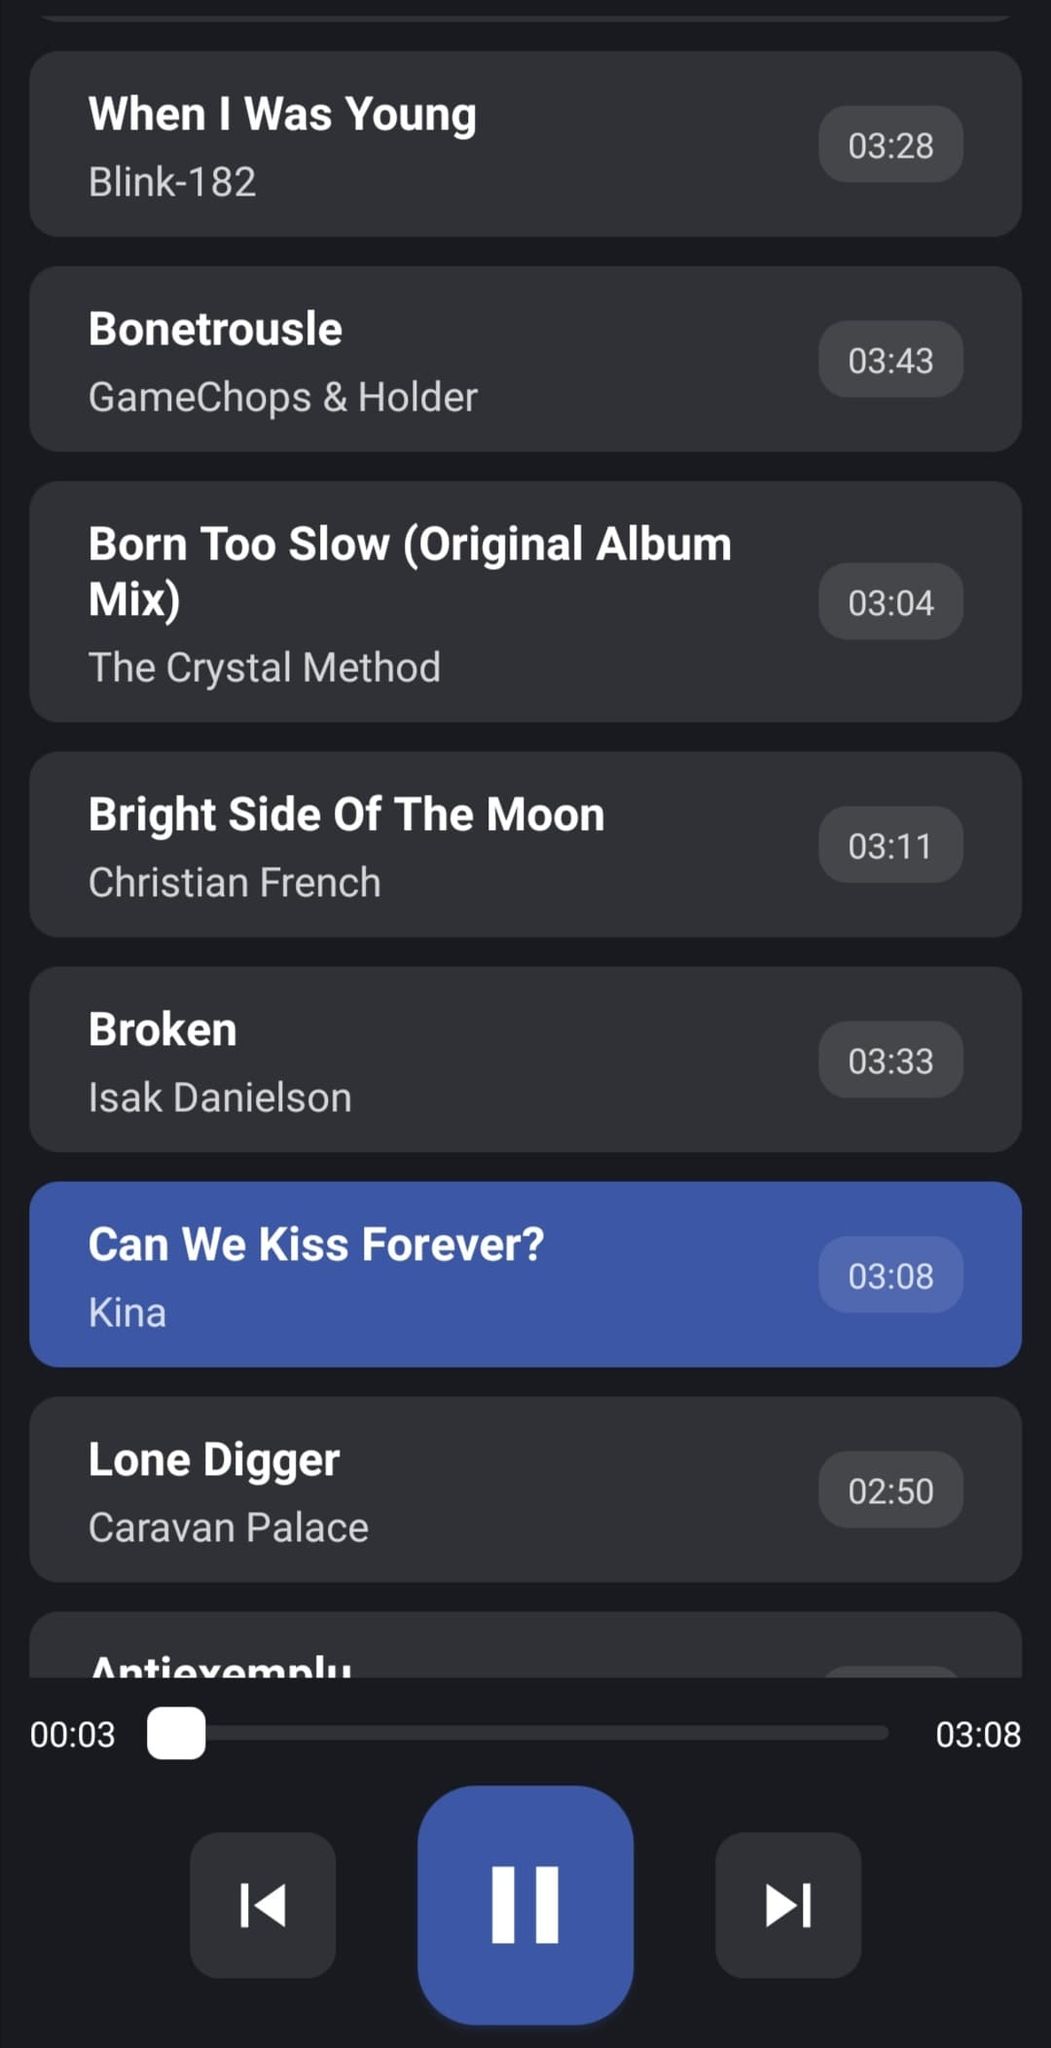 When I Was Young
Blink-182
03:28
Bonetrousle
GameChops & Holder
03:43
Born Too Slow (Original Album
Mix)
The Crystal Method
03:04
Bright Side Of The Moon
Christian French
03:11
Broken
Isak Danielson
03:33
Can We Kiss Forever?
Kina
03:08
Lone Digger
Caravan Palace
02:50
00:03
03:08